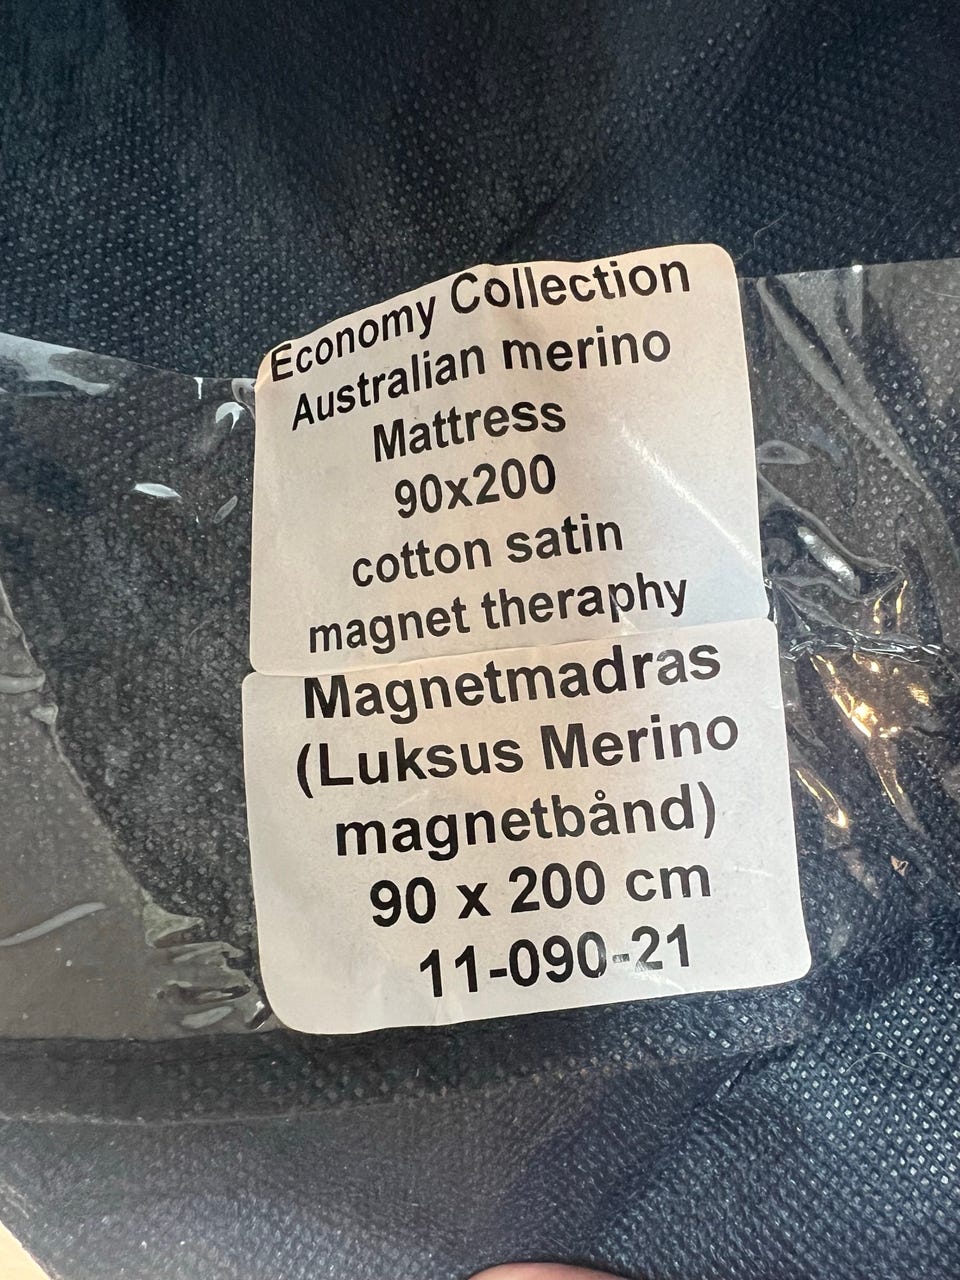 Economy Collection
Australian merino
Mattress
90x200
cotton satin
magnet theraphy
Magnetmadras
(Luksus Merino
magnetbånd)
90 x 200 cm
11-090-21